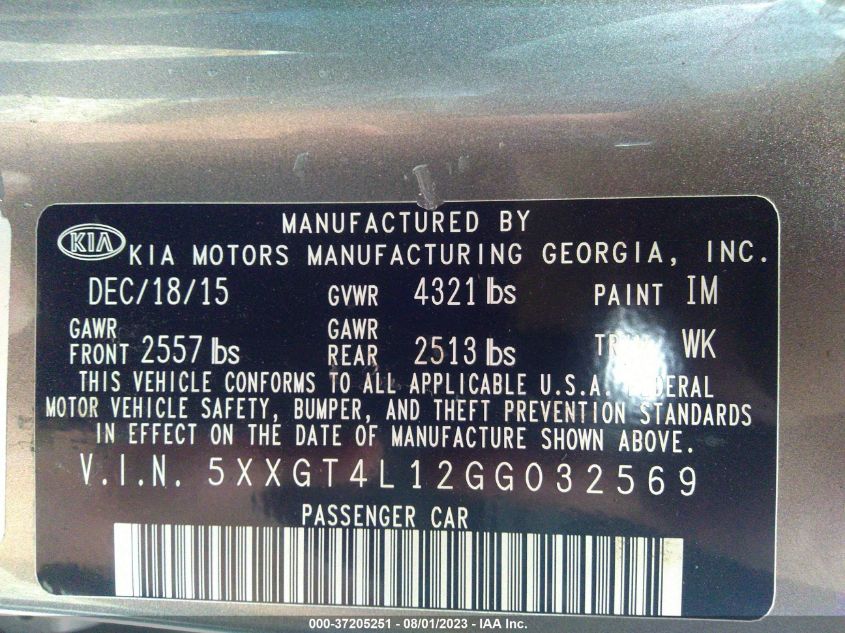 MANUFACTURED BY
KIA KIA MOTORS MANUFACTURING GEORGIA, INC.
DEC/18/15 GVWR 4321 lbs PAINT IM
GAWR FRONT 2557 lbs GAWR REAR 2513 lbs WK
THIS VEHICLE CONFORMS TO ALL APPLICABLE U.S.A. FEDERAL
MOTOR VEHICLE SAFETY, BUMPER, AND THEFT PREVENTION STANDARDS
IN EFFECT ON THE DATE OF MANUFACTURE SHOWN ABOVE.
V.I.N. 5XXGT4L12GG032569
PASSENGER CAR
000-37205251 - 08/01/2023 - IAA Inc.